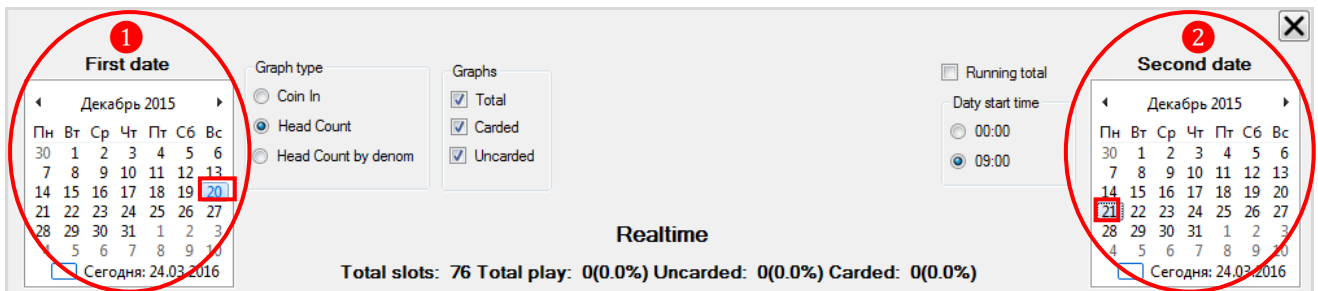 1
First date
Декабрь 2015
Пн Вт Ср Чт Пт Сб Вс
30 1 2 3 4 5 6
7 8 9 10 11 12 13
14 15 16 17 18 19 20
21 22 23 24 25 26 27
28 29 30 31 1 2 3
4 5 6 7 8 9 10
Сегодня: 24.03.2016
Graph type
Coin In
Head Count
Head Count by denom
Graphs
Total
Carded
Uncarded
Realtime
Total slots: 76 Total play: 0(0.0%) Uncarded: 0(0.0%) Carded: 0(0.0%)
Running total
Daty start time
00:00
09:00
2
Second date
Декабрь 2015
Пн Вт Ср Чт Пт Сб Вс
30 1 2 3 4 5 6
7 8 9 10 11 12 13
14 15 16 17 18 19 20
21 22 23 24 25 26 27
28 29 30 31 1 2 3
4 5 6 7 8 9 10
Сегодня: 24.03.2016